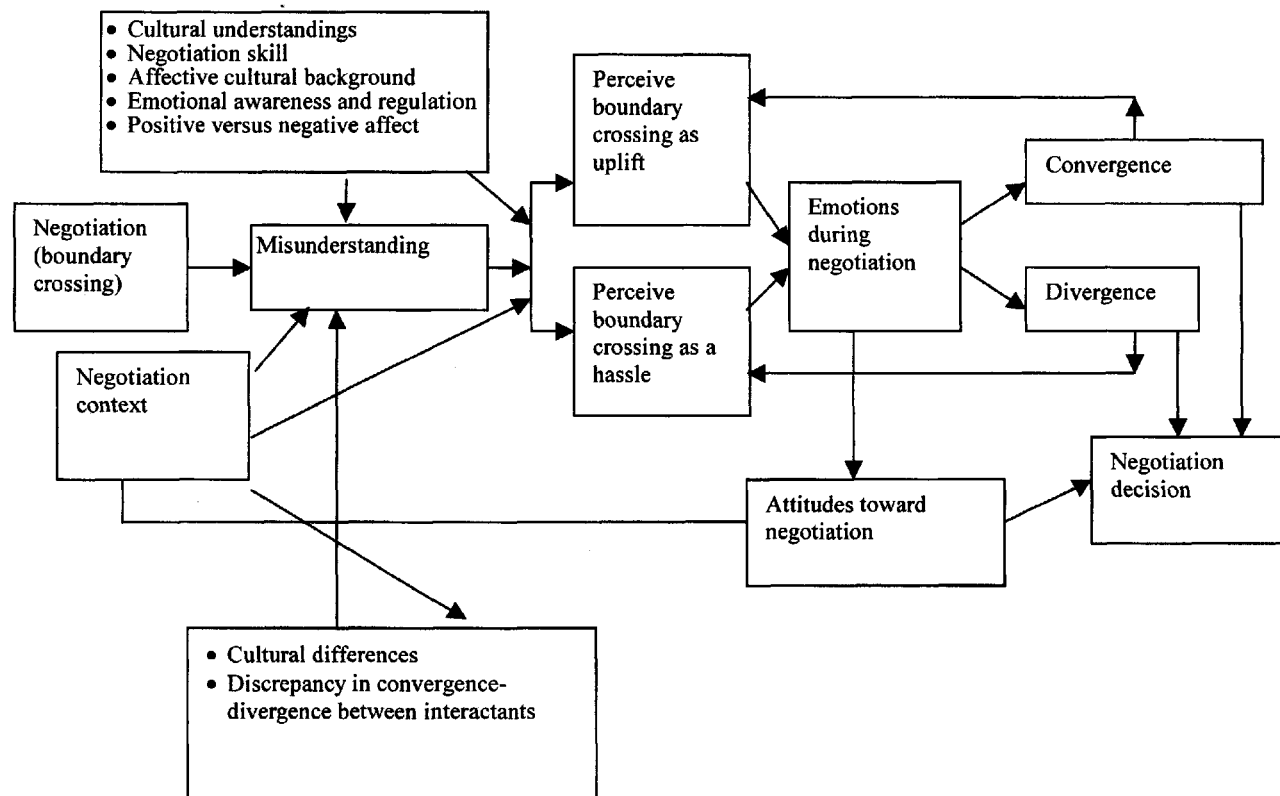 • Cultural understandings
• Negotiation skill
• Affective cultural background
• Emotional awareness and regulation
• Positive versus negative affect
Perceive
boundary
crossing as
uplift
Convergence
Negotiation
(boundary
crossing)
Misunderstanding
Emotions
during
negotiation
Perceive
boundary
crossing as a
hassle
Divergence
Negotiation
context
Negotiation
decision
Attitudes toward
negotiation
• Cultural differences
• Discrepancy in convergence-
divergence between interactants